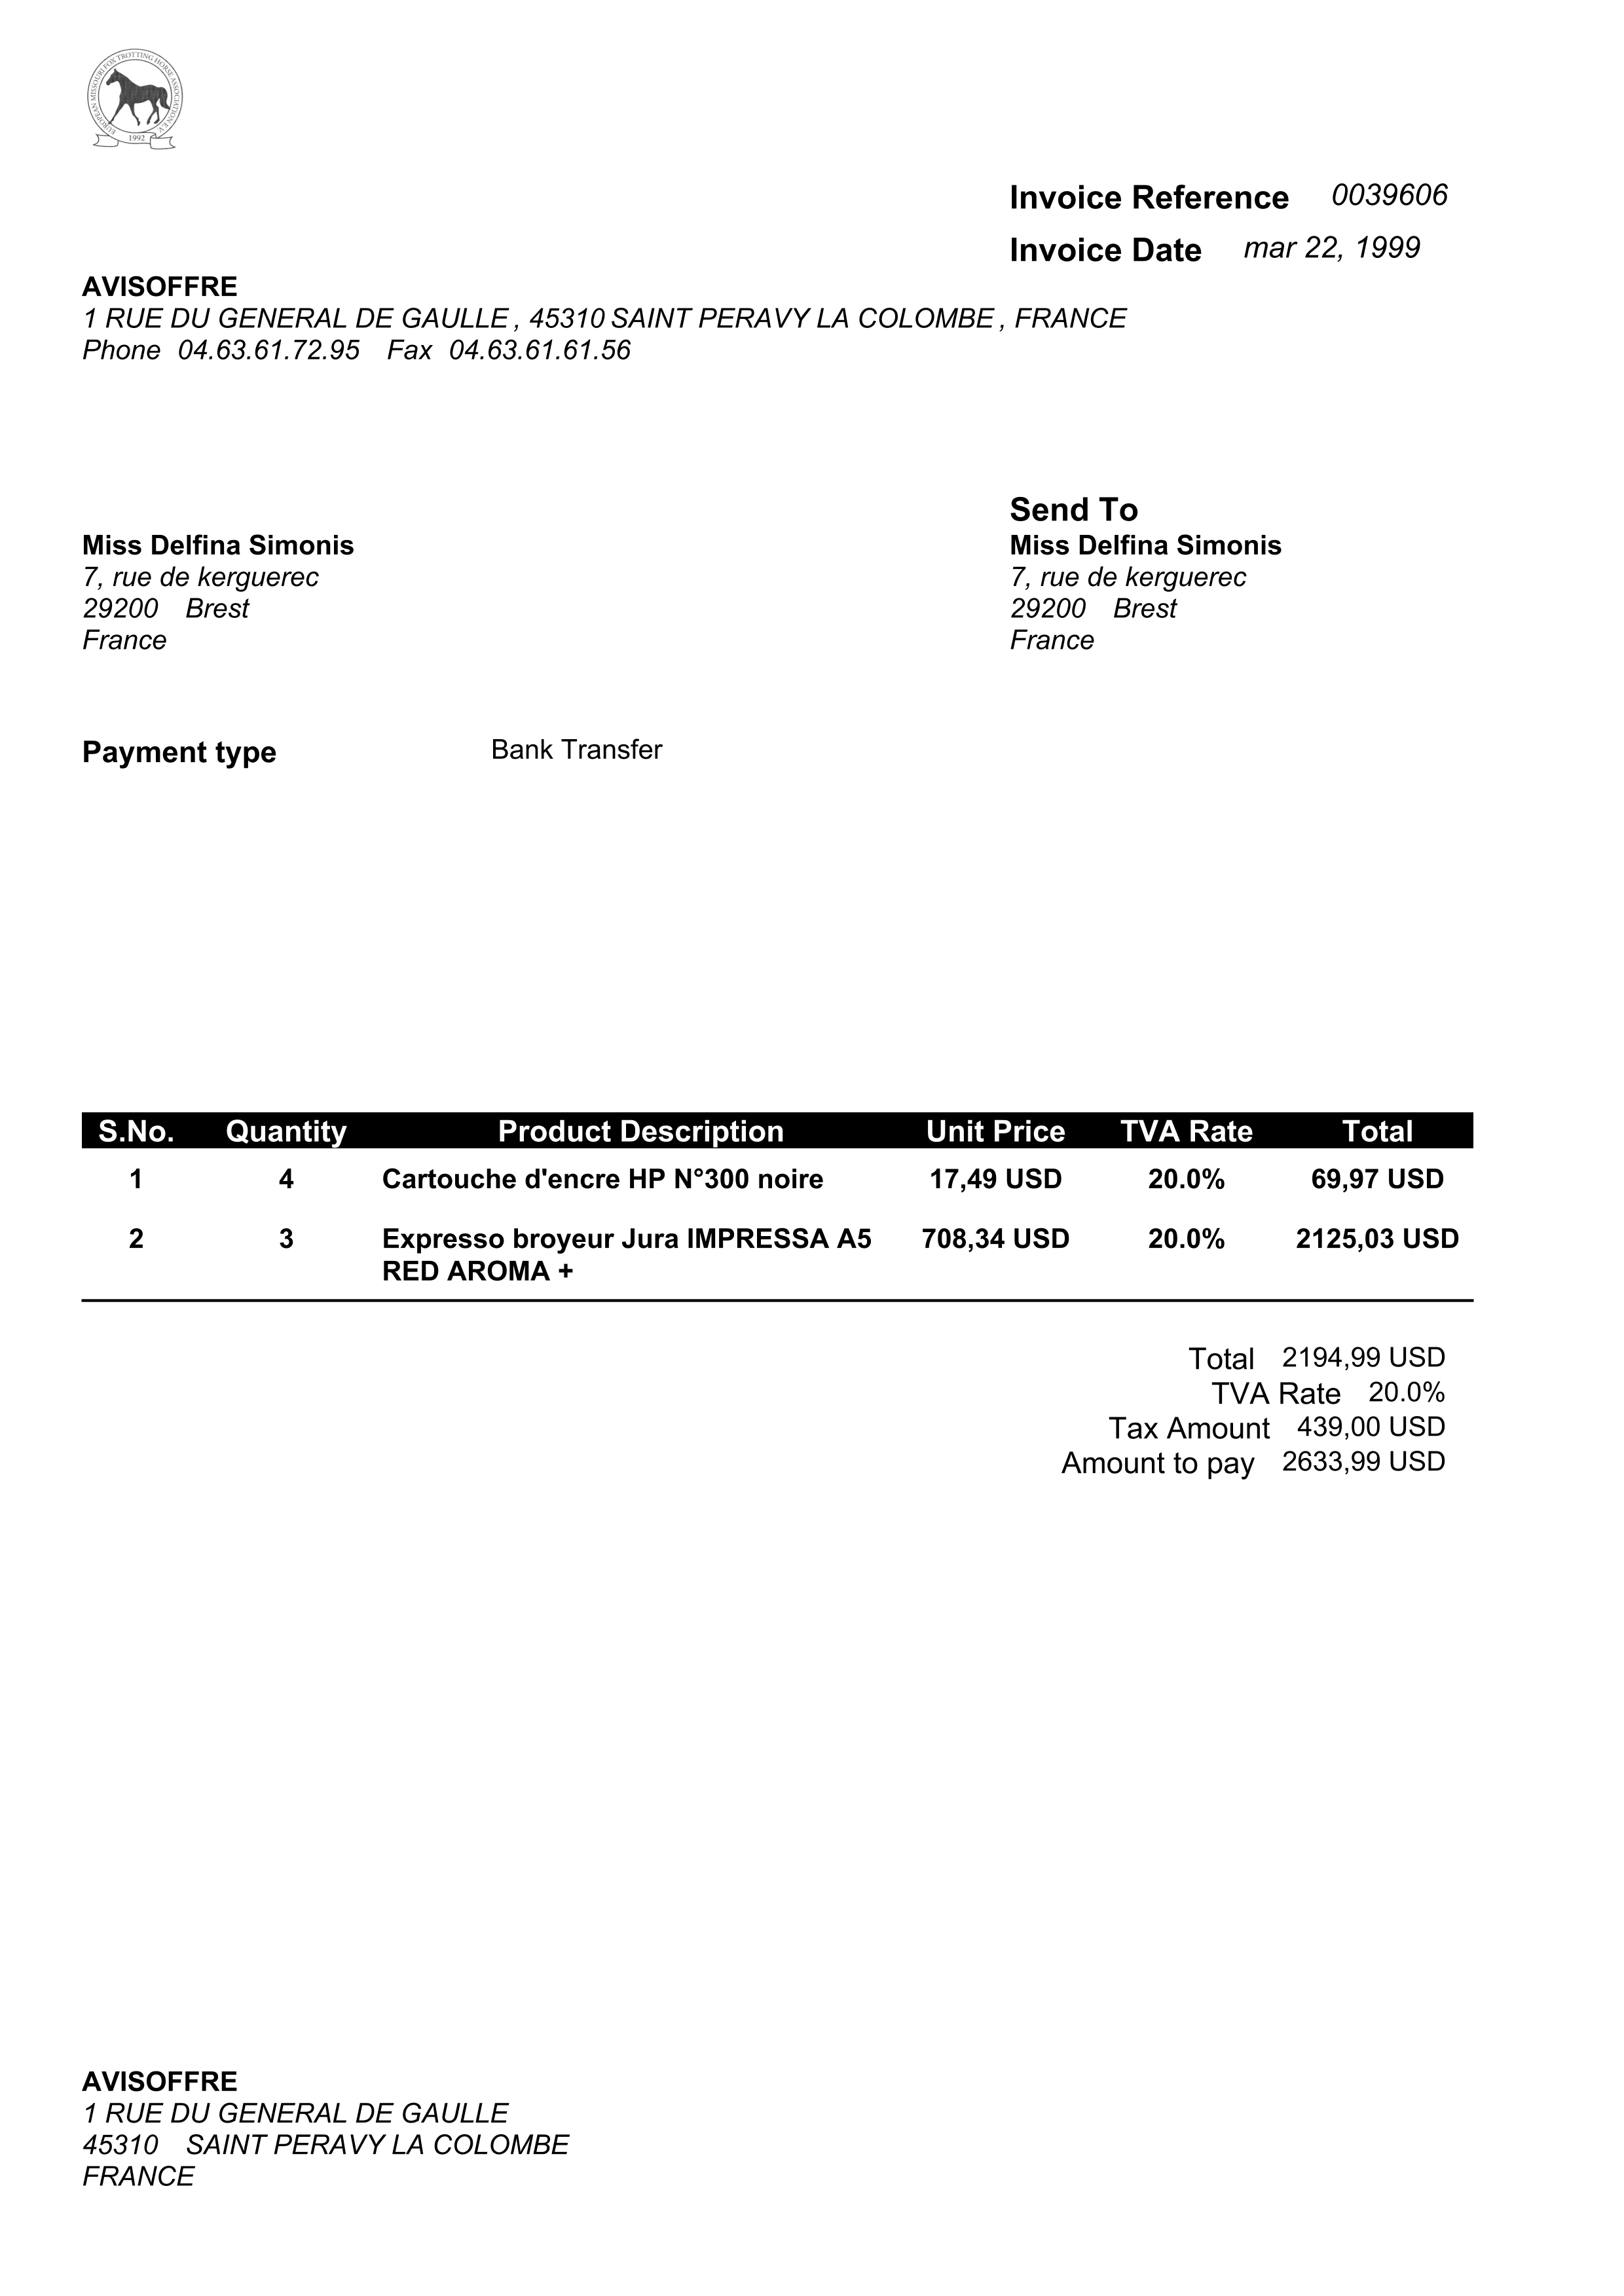 EUROPEAN MISSOURI FOX TROTTING HORSE ASSOCIATION E.V.
1992
Invoice Reference 0039606
Invoice Date mar 22, 1999
AVISOFFRE
1 RUE DU GENERAL DE GAULLE , 45310 SAINT PERAVY LA COLOMBE , FRANCE
Phone 04.63.61.72.95 Fax 04.63.61.61.56
Send To
Miss Delfina Simonis Miss Delfina Simonis
7, rue de kerguerec 7, rue de kerguerec
29200 Brest 29200 Brest
France France
Payment type Bank Transfer
S.No. Quantity Product Description Unit Price TVA Rate Total
1 4 Cartouche d'encre HP N°300 noire 17,49 USD 20.0% 69,97 USD
2 3 Expresso broyeur Jura IMPRESSA A5 708,34 USD 20.0% 2125,03 USD
RED AROMA +
Total 2194,99 USD
TVA Rate 20.0%
Tax Amount 439,00 USD
Amount to pay 2633,99 USD
AVISOFFRE
1 RUE DU GENERAL DE GAULLE
45310 SAINT PERAVY LA COLOMBE
FRANCE